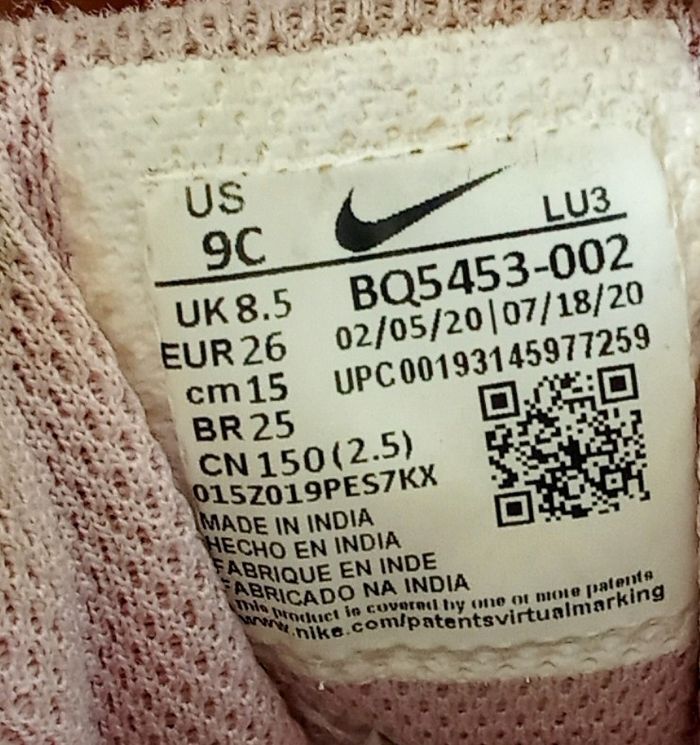 US
9C
LU3
BQ5453-002
UK 8.5
02/05/20|07/18/20
EUR 26
UPC 00193145977259
cm 15
BR 25
CN 150 (2.5)
015Z019PES7KX
MADE IN INDIA
HECHO EN INDIA
FABRIQUE EN INDE
FABRICADO NA INDIA
This product is covered by one or more patents
www.nike.com/patentsvirtualmarking